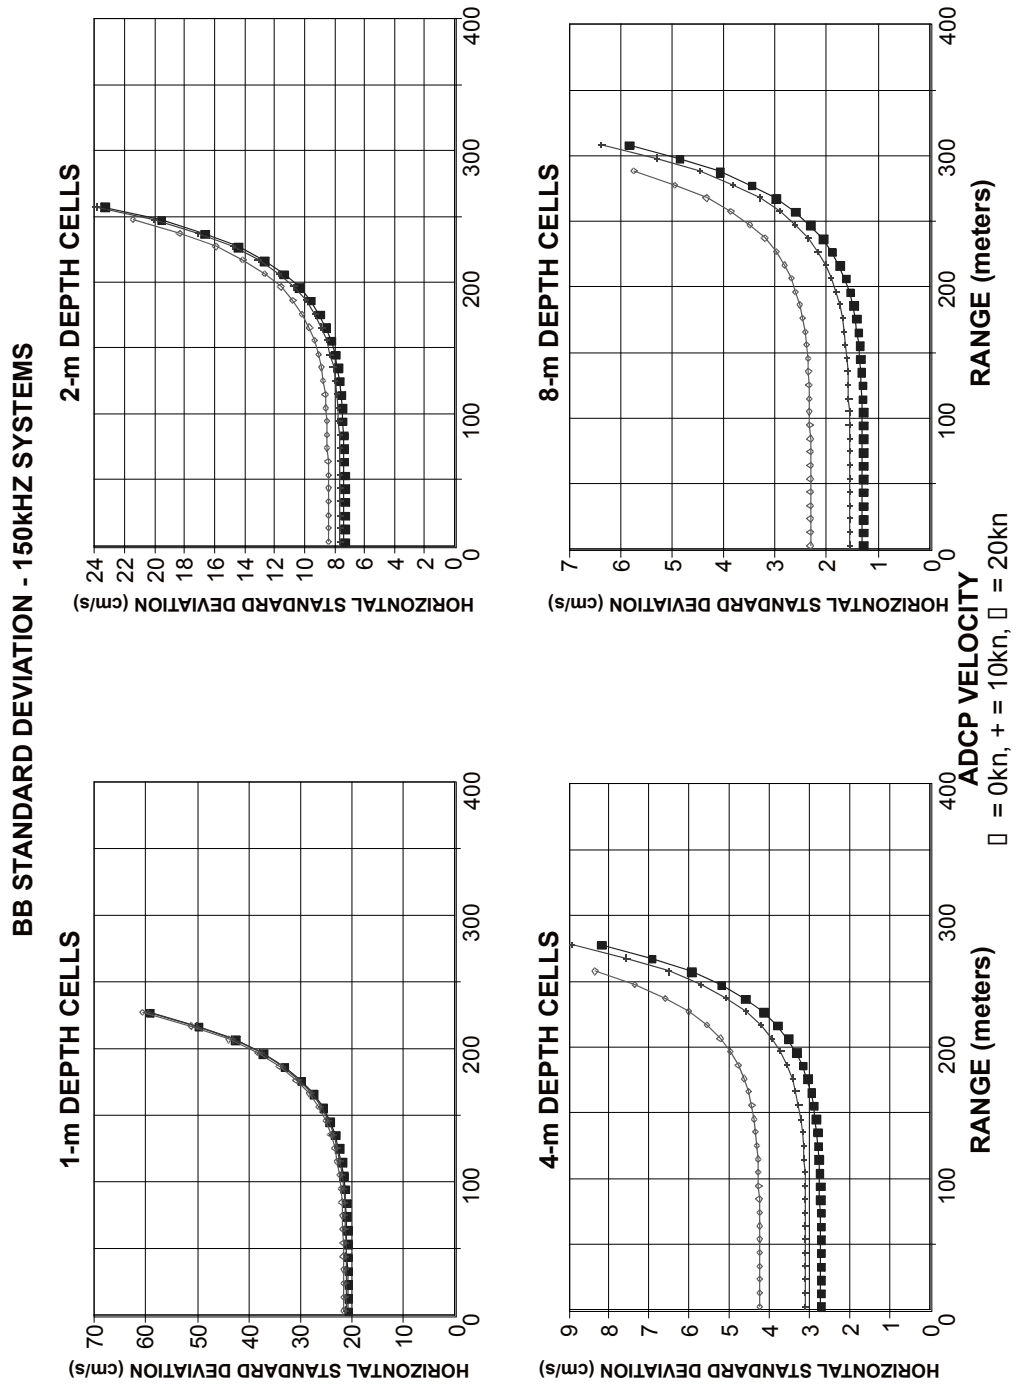 BB STANDARD DEVIATION - 150kHZ SYSTEMS
1-m DEPTH CELLS
HORIZONTAL STANDARD DEVIATION (cm/s)
70
60
50
40
30
20
10
0
0 100 200 300 400
2-m DEPTH CELLS
HORIZONTAL STANDARD DEVIATION (cm/s)
24
22
20
18
16
14
12
10
8
6
4
2
0
0 100 200 300 400
4-m DEPTH CELLS
HORIZONTAL STANDARD DEVIATION (cm/s)
9
8
7
6
5
4
3
2
1
0
0 100 200 300 400
RANGE (meters)
8-m DEPTH CELLS
HORIZONTAL STANDARD DEVIATION (cm/s)
7
6
5
4
3
2
1
0
0 100 200 300 400
RANGE (meters)
ADCP VELOCITY
▯ = 0kn, + = 10kn, ▯ = 20kn